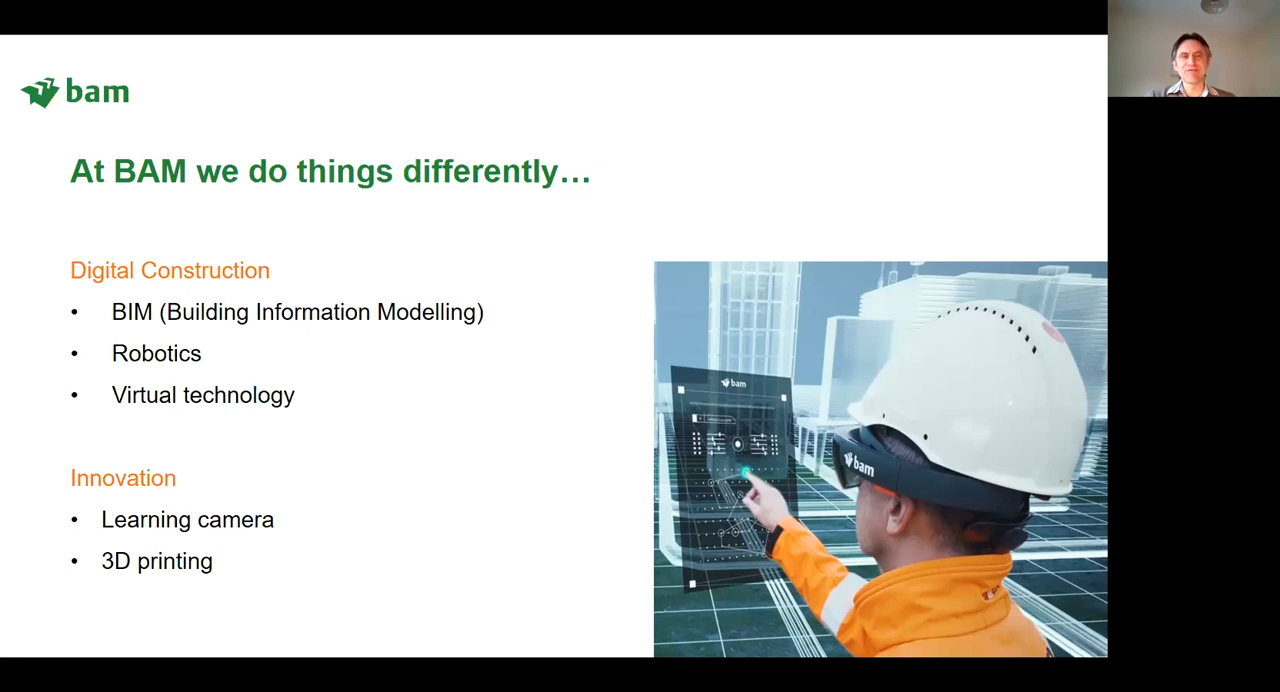 bam
At BAM we do things differently…
Digital Construction
• BIM (Building Information Modelling)
• Robotics
• Virtual technology
Innovation
• Learning camera
• 3D printing
bam
bam